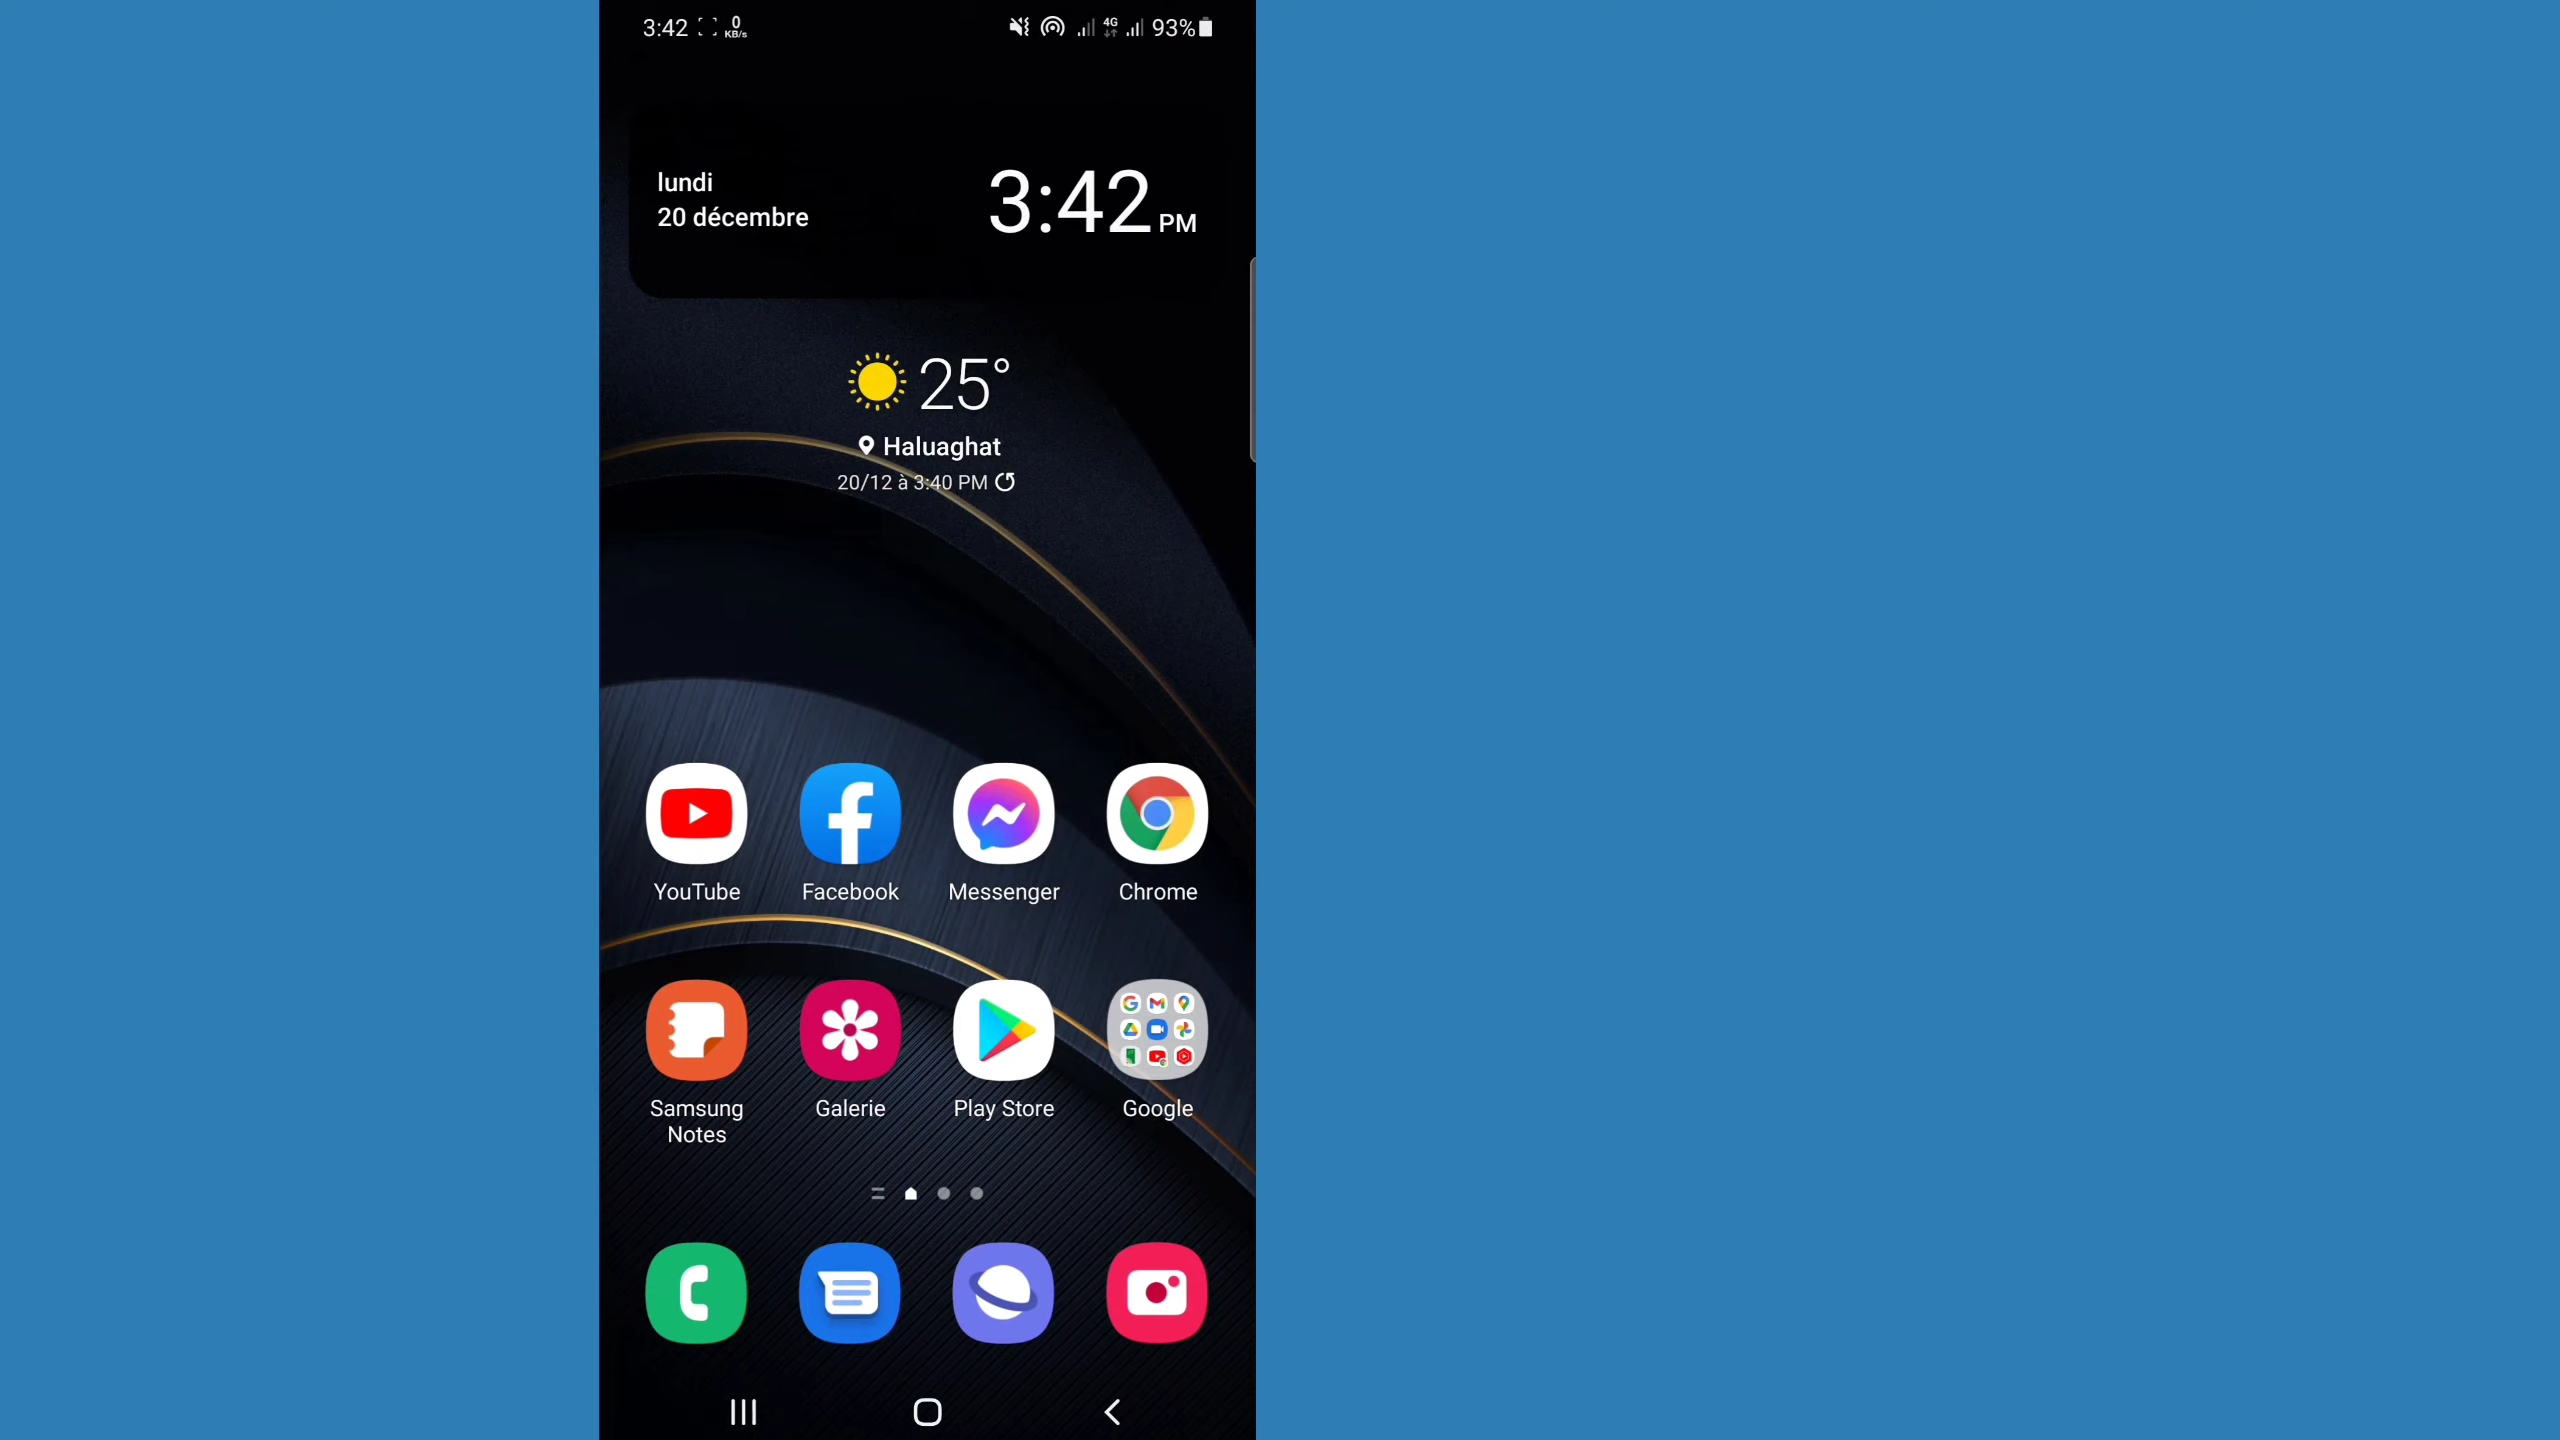 3:42 0 KB/s 4G 93%
lundi
20 décembre
3:42 PM
25°
Haluaghat
20/12 à 3:40 PM
YouTube Facebook Messenger Chrome
Samsung Notes Galerie Play Store Google